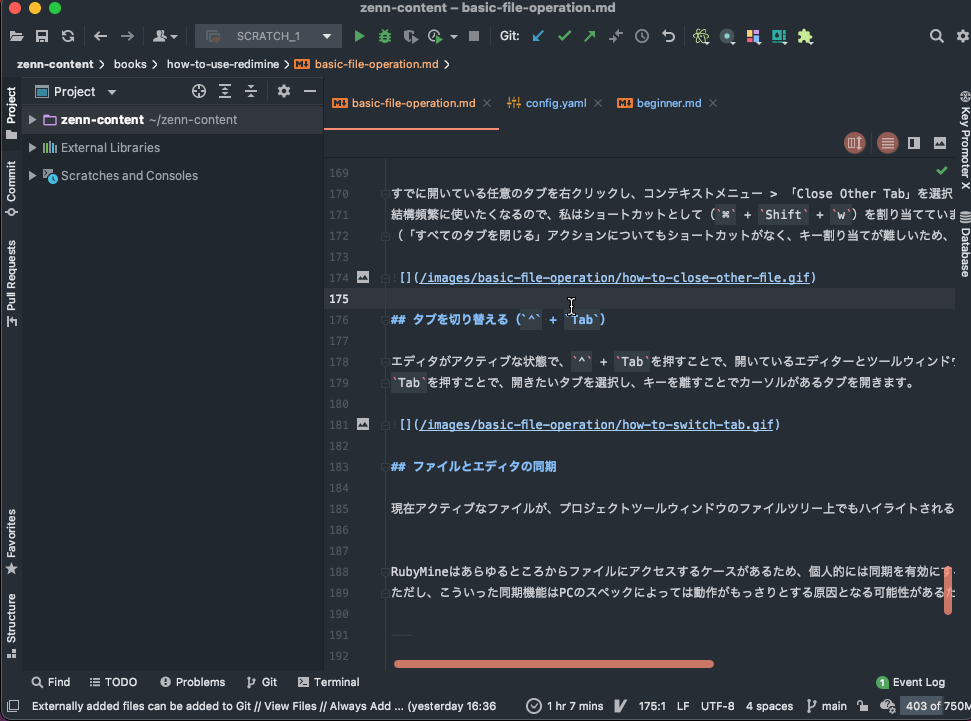 zenn-content – basic-file-operation.md
SCRATCH_1
Git:
zenn-content
books
how-to-use-redimine
basic-file-operation.md
Project
basic-file-operation.md
config.yaml
beginner.md
zenn-content ~/zenn-content
External Libraries
Scratches and Consoles
Project
Commit
Pull Requests
Favorites
Structure
Key Promoter X
Database
169
170 すでに開いている任意のタブを右クリックし、コンテキストメニュー > 「Close Other Tab」を選択
171 結構頻繁に使いたくなるので、私はショートカットとして（`⌘` + `Shift` + `w`）を割り当てていま
172 （「すべてのタブを閉じる」アクションについてもショートカットがなく、キー割り当てが難しいため、
173
174 ![](/images/basic-file-operation/how-to-close-other-file.gif)
175
176 ## タブを切り替える（`^` + `Tab`）
177
178 エディタがアクティブな状態で、`^` + `Tab`を押すことで、開いているエディターとツールウィンドウ
179 `Tab`を押すことで、開きたいタブを選択し、キーを離すことでカーソルがあるタブを開きます。
180
181 ![](/images/basic-file-operation/how-to-switch-tab.gif)
182
183 ## ファイルとエディタの同期
184
185 現在アクティブなファイルが、プロジェクトツールウィンドウのファイルツリー上でもハイライトされる
186
187
188 RubyMineはあらゆるところからファイルにアクセスするケースがあるため、個人的には同期を有効にす
189 ただし、こういった同期機能はPCのスペックによっては動作がもっさりとする原因となる可能性があるた
190
191
192
Find
TODO
Problems
Git
Terminal
1 Event Log
Externally added files can be added to Git // View Files // Always Add ... (yesterday 16:36
1 hr 7 mins
175:1
LF
UTF-8
4 spaces
main
403 of 750M